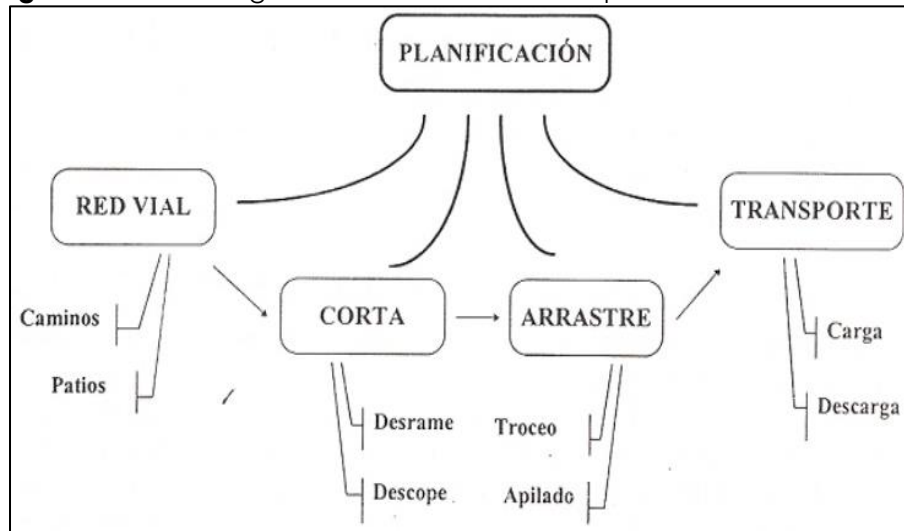 PLANIFICACIÓN
RED VIAL
TRANSPORTE
CORTA
ARRASTRE
Caminos
Patios
Carga
Descarga
Desrame
Descope
Troceo
Apilado